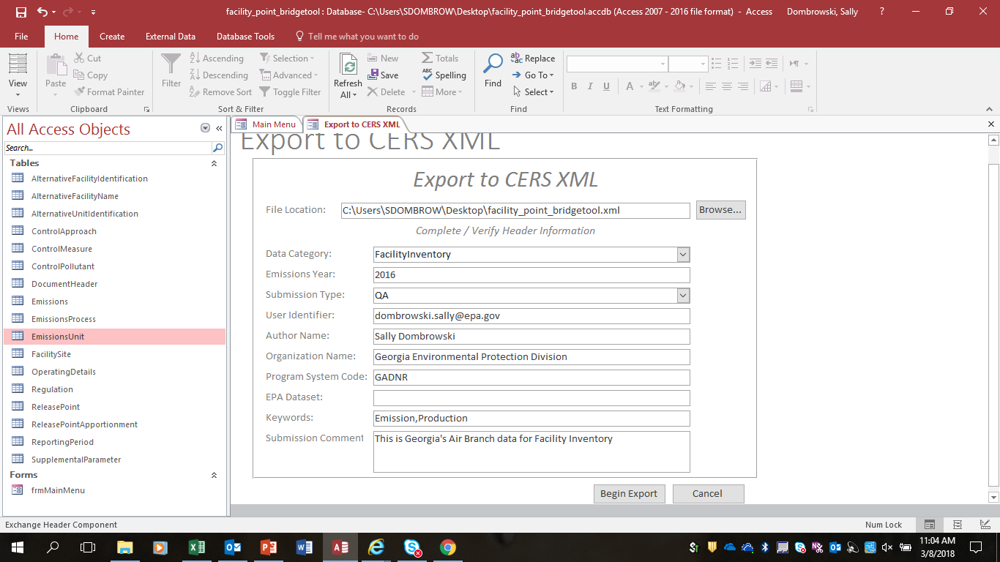 facility_point_bridgetool : Database- C:\Users\SDOMBROW\Desktop\facility_point_bridgetool.accdb (Access 2007 - 2016 file format) - Access
Dombrowski, Sally
?
File
Home
Create
External Data
Database Tools
Tell me what you want to do
View
Paste
Cut
Copy
Format Painter
Filter
Ascending
Descending
Remove Sort
Selection
Advanced
Toggle Filter
Refresh
All
New
Save
Delete
Totals
Spelling
More
Find
Replace
Go To
Select
B I U
A
Views
Clipboard
Sort & Filter
Records
Find
Text Formatting
All Access Objects
Search...
Tables
AlternativeFacilityIdentification
AlternativeFacilityName
AlternativeUnitIdentification
ControlApproach
ControlMeasure
ControlPollutant
DocumentHeader
Emissions
EmissionsProcess
EmissionsUnit
FacilitySite
OperatingDetails
Regulation
ReleasePoint
ReleasePointApportionment
ReportingPeriod
SupplementalParameter
Forms
frmMainMenu
Main Menu
Export to CERS XML
Export to CERS XML
Export to CERS XML
File Location:
C:\Users\SDOMBROW\Desktop\facility_point_bridgetool.xml
Browse...
Complete / Verify Header Information
Data Category:
FacilityInventory
Emissions Year:
2016
Submission Type:
QA
User Identifier:
dombrowski.sally@epa.gov
Author Name:
Sally Dombrowski
Organization Name:
Georgia Environmental Protection Division
Program System Code:
GADNR
EPA Dataset:
Keywords:
Emission,Production
Submission Comment
This is Georgia's Air Branch data for Facility Inventory
Begin Export
Cancel
Exchange Header Component
Num Lock
11:04 AM
3/8/2018